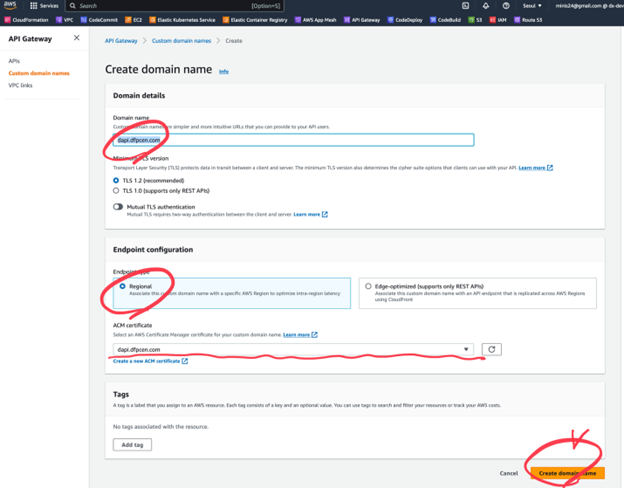 aws
Services
Search
[Option+S]
Seoul
minis24@gmail.com @ dx-dev
CloudFormation
VPC
CodeCommit
EC2
Elastic Kubernetes Service
Elastic Container Registry
AWS App Mesh
API Gateway
CodeDeploy
CodeBuild
S3
IAM
Route 53
API Gateway
APIs
Custom domain names
VPC links
API Gateway > Custom domain names > Create
Create domain name Info
Domain details
Domain name
Custom domain names are simpler and more intuitive URLs that you can provide to your API users.
dapi.dfpcen.com
Minimum TLS version
Transport Layer Security (TLS) protects data in transit between a client and server. The minimum TLS version also determines the cipher suite options that clients can use with your API. Learn more
TLS 1.2 (recommended)
TLS 1.0 (supports only REST APIs)
Mutual TLS authentication
Mutual TLS requires two-way authentication between the client and server. Learn more
Endpoint configuration
Endpoint type
Regional
Associate this custom domain name with a specific AWS Region to optimize intra-region latency
Edge-optimized (supports only REST APIs)
Associate this custom domain name with an API endpoint that is replicated across AWS Regions
using CloudFront
ACM certificate
Select an AWS Certificate Manager certificate for your custom domain name. Learn more
dapi.dfpcen.com
Create a new ACM certificate
Tags
A tag is a label that you assign to an AWS resource. Each tag consists of a key and an optional value. You can use tags to search and filter your resources or track your AWS costs.
No tags associated with the resource.
Add tag
Cancel
Create domain name